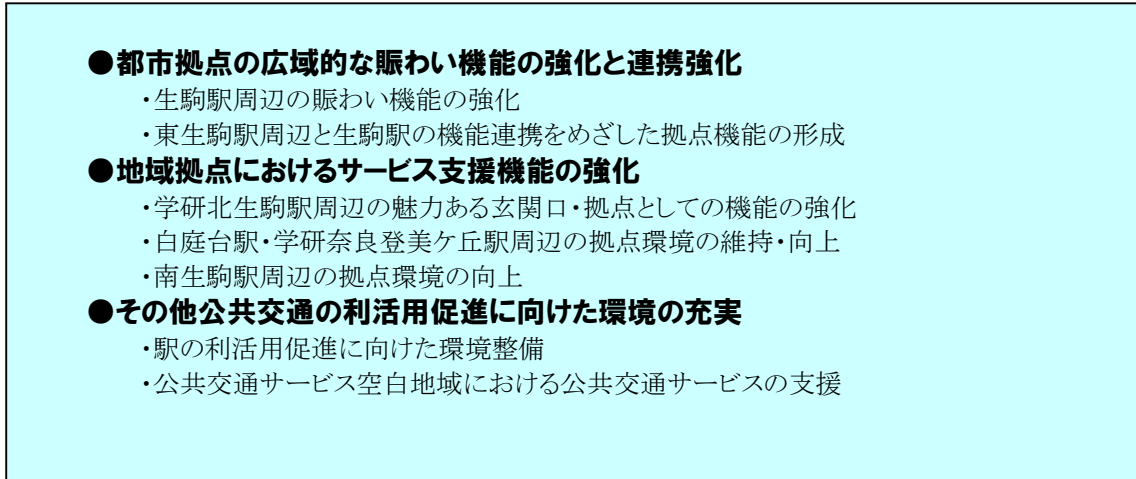 ●都市拠点の広域的な賑わい機能の強化と連携強化
・生駒駅周辺の賑わい機能の強化
・東生駒駅周辺と生駒駅の機能連携をめざした拠点機能の形成
●地域拠点におけるサービス支援機能の強化
・学研北生駒駅周辺の魅力ある玄関口・拠点としての機能の強化
・白庭台駅・学研奈良登美ケ丘駅周辺の拠点環境の維持・向上
・南生駒駅周辺の拠点環境の向上
●その他公共交通の利活用促進に向けた環境の充実
・駅の利活用促進に向けた環境整備
・公共交通サービス空白地域における公共交通サービスの支援